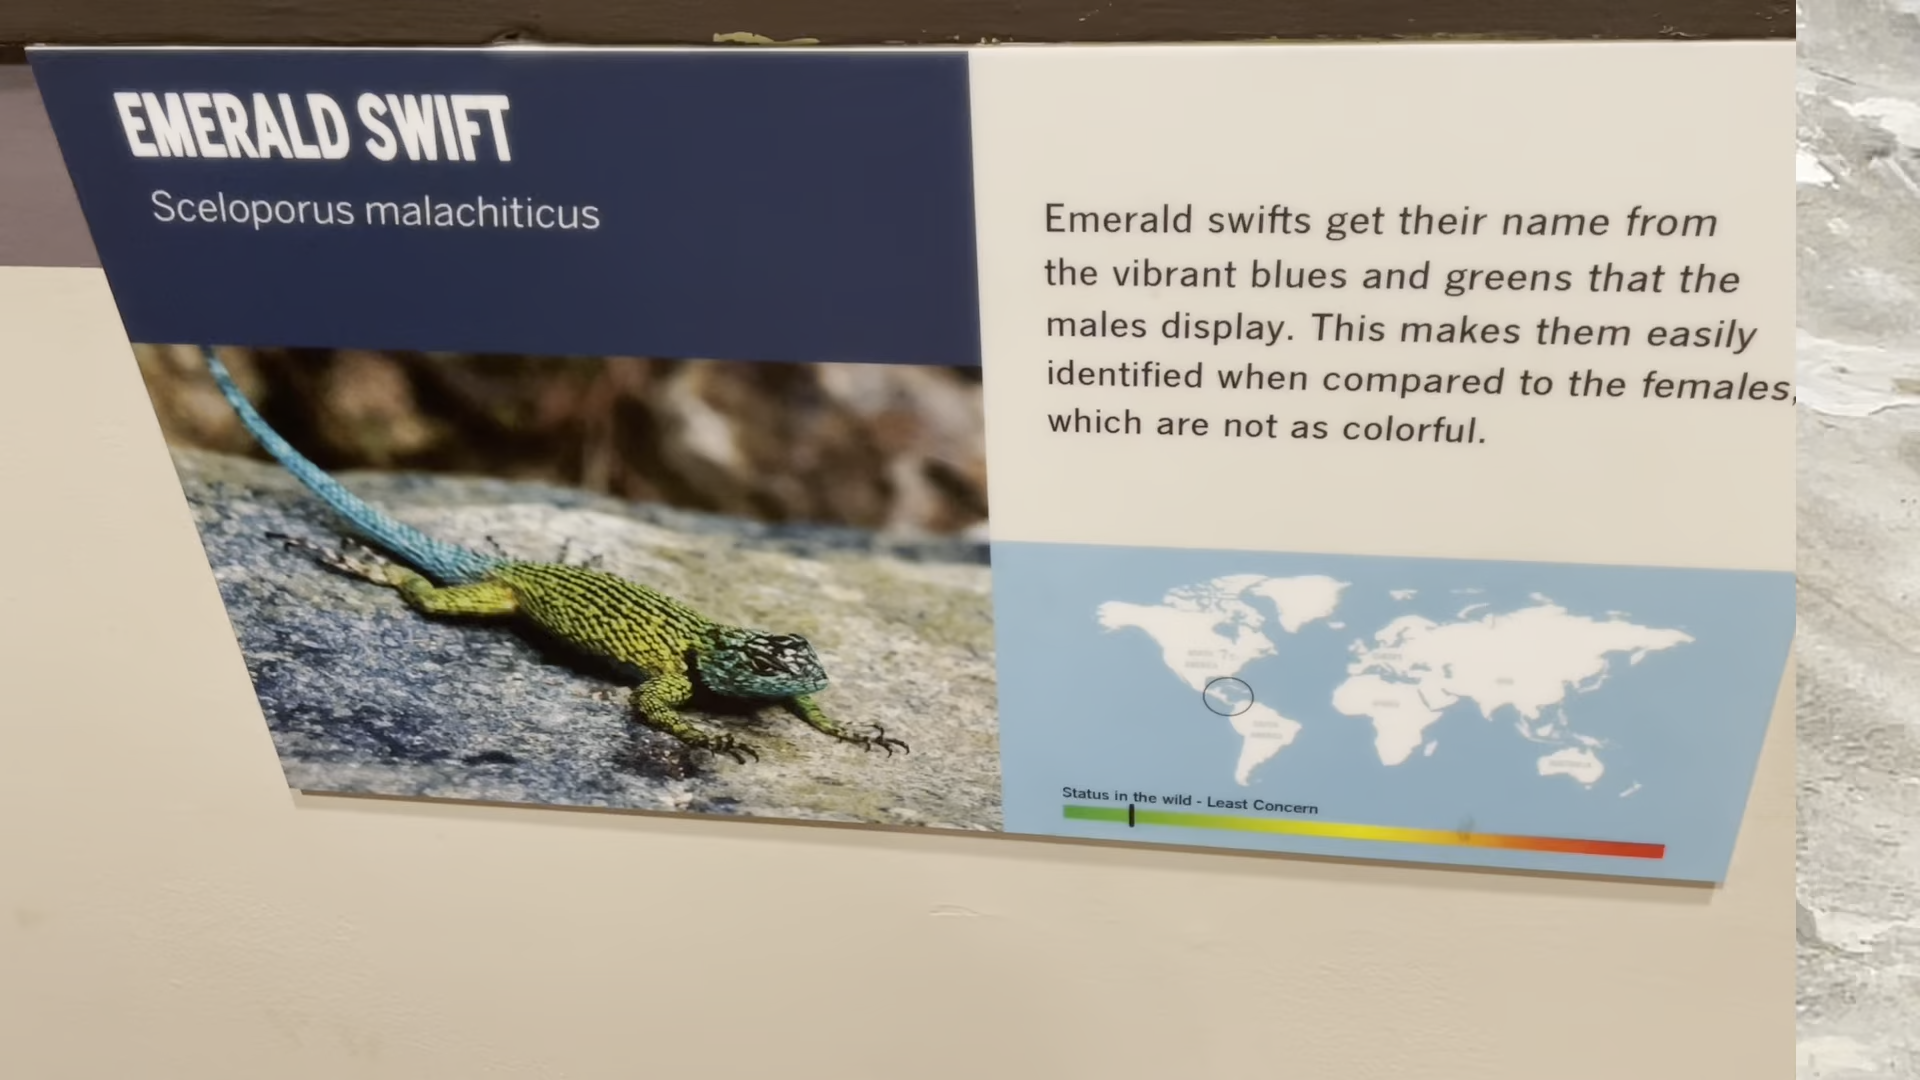 EMERALD SWIFT
Sceloporus malachiticus
Emerald swifts get their name from
the vibrant blues and greens that the
males display. This makes them easily
identified when compared to the females,
which are not as colorful.
Status in the wild - Least Concern